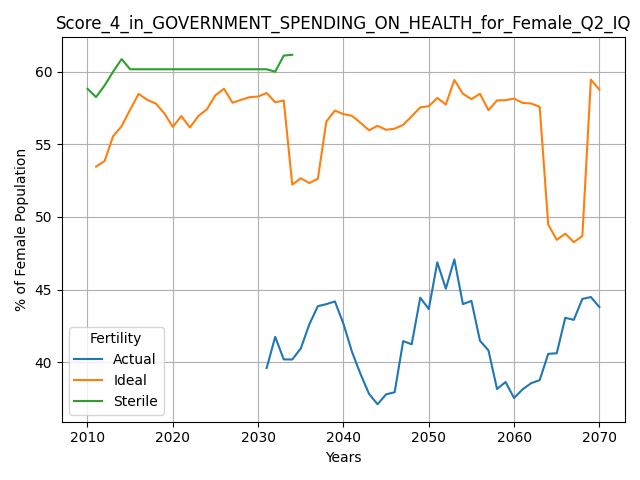 Score_4_in_GOVERNMENT_SPENDING_ON_HEALTH_for_Female_Q2_IQ
% of Female Population
60
55
50
45
40
Fertility
Actual
Ideal
Sterile
2010 2020 2030 2040 2050 2060 2070
Years